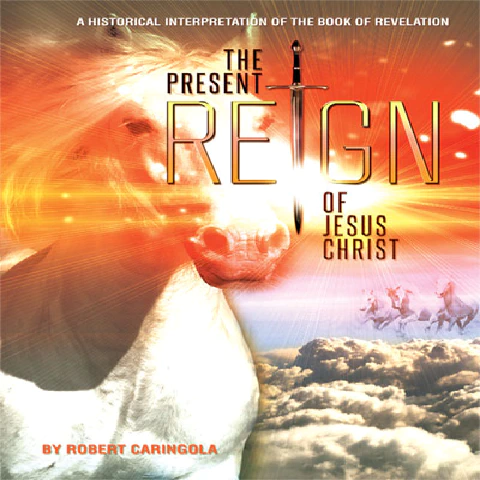 A HISTORICAL INTERPRETATION OF THE BOOK OF REVELATION
THE
PRESENT
REIGN
OF
JESUS
CHRIST
BY ROBERT CARINGOLA